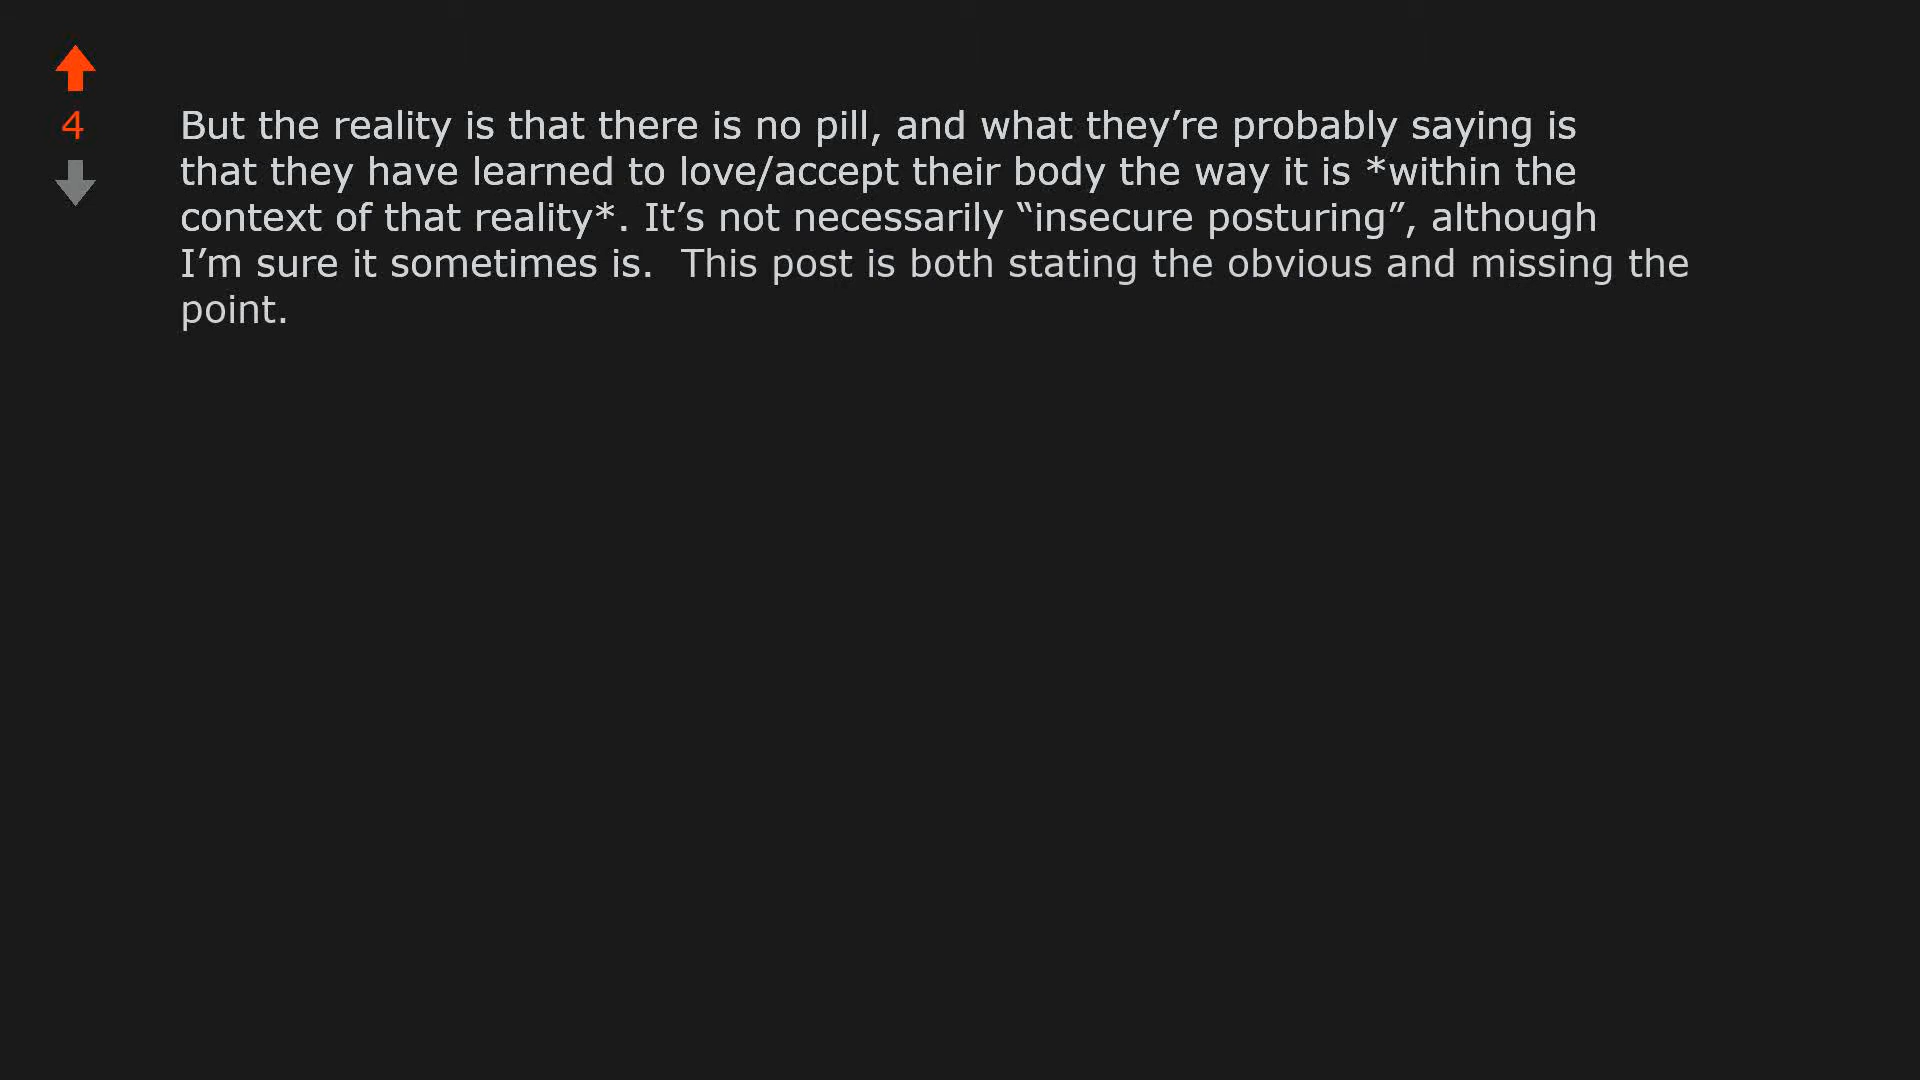 4
But the reality is that there is no pill, and what they’re probably saying is
that they have learned to love/accept their body the way it is *within the
context of that reality*. It’s not necessarily “insecure posturing”, although
I’m sure it sometimes is.  This post is both stating the obvious and missing the
point.